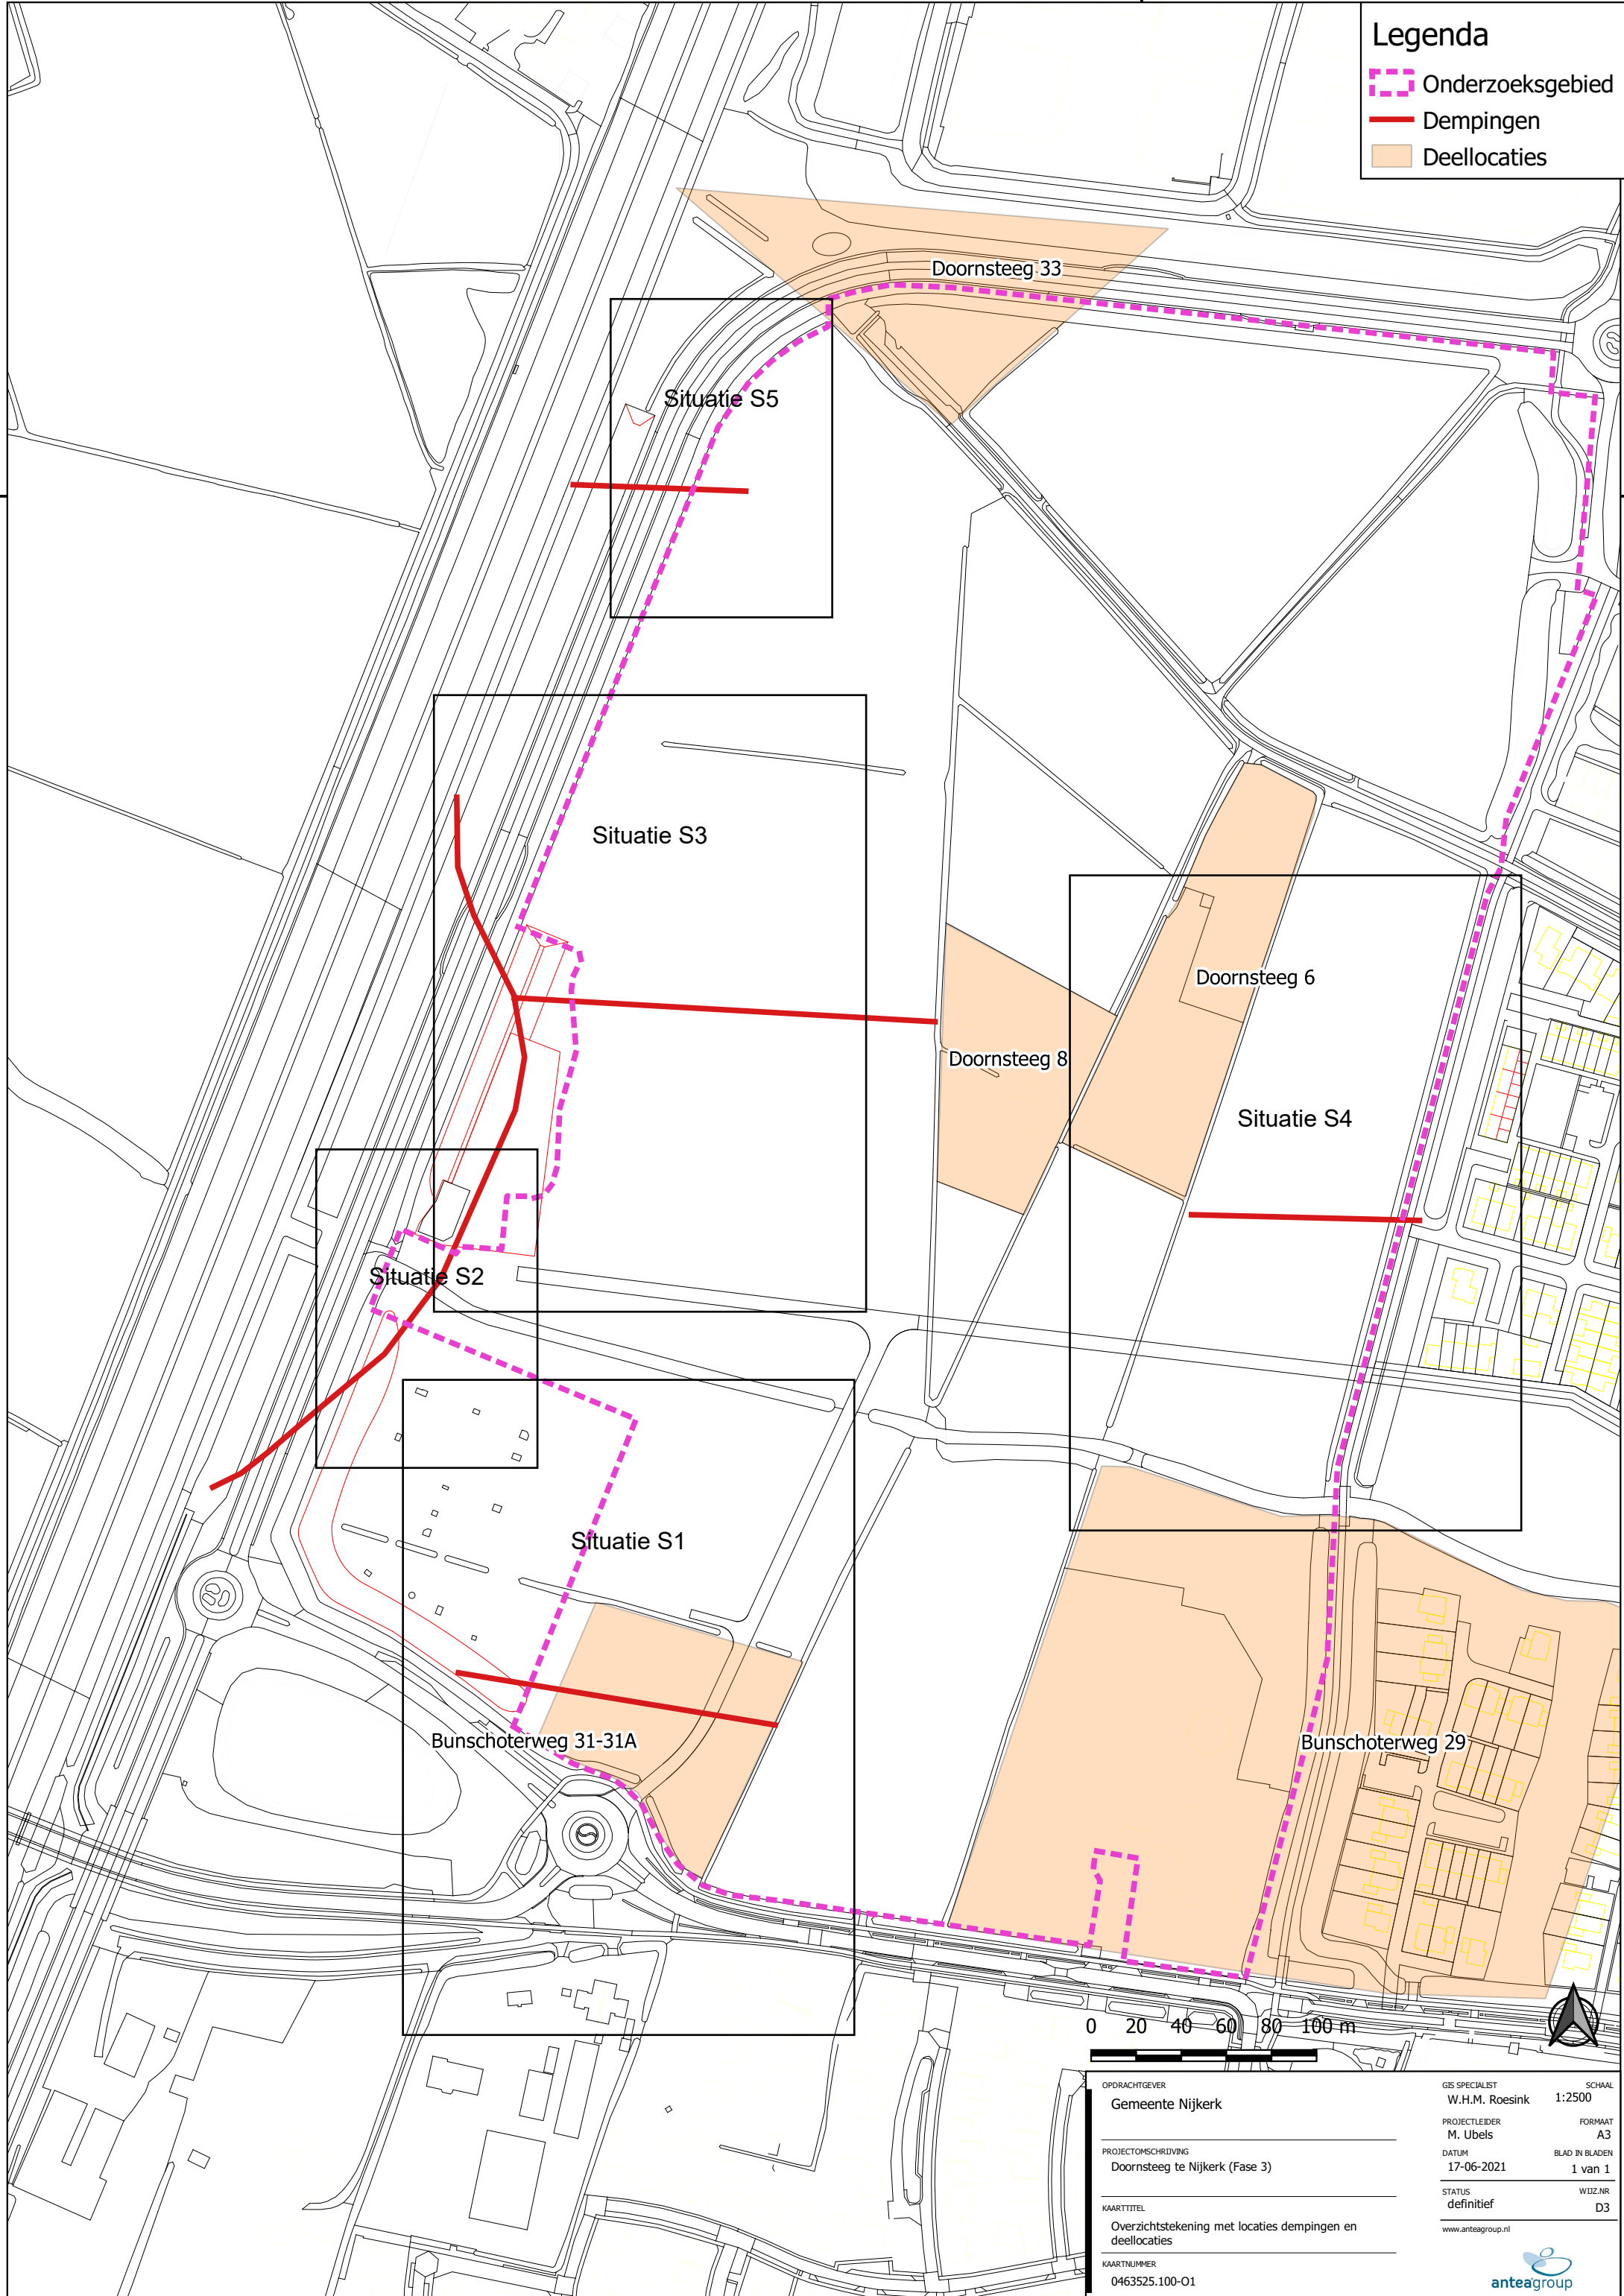 Legenda
Onderzoeksgebied
Dempingen
Deellocaties
Doornsteeg 33
Situatie S5
Situatie S3
Doornsteeg 6
Doornsteeg 8
Situatie S4
Situatie S2
Situatie S1
Bunschoterweg 31-31A
Bunschoterweg 29
0 20 40 60 80 100 m
OPDRACHTGEVER
Gemeente Nijkerk
PROJECTOMSCHRIJVING
Doornsteeg te Nijkerk (Fase 3)
KAARTTITEL
Overzichtstekening met locaties dempingen en
deellocaties
KAARTNUMMER
0463525.100-O1
GIS SPECIALIST SCHAAL
W.H.M. Roesink 1:2500
PROJECTLEIDER FORMAAT
M. Ubels A3
DATUM BLAD IN BLADEN
17-06-2021 1 van 1
STATUS WIJZ.NR
definitief D3
www.anteagroup.nl
anteagroup